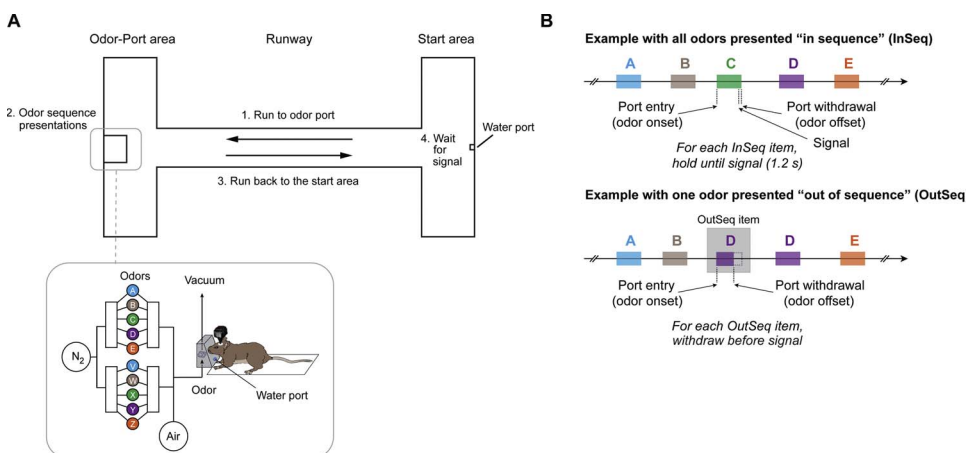 A
Odor-Port area
Runway
Start area
2. Odor sequence
presentations
1. Run to odor port
4. Wait
for
signal
Water port
3. Run back to the start area
Odors
Vacuum
A
B
C
D
E
N2
V
W
X
Y
Z
Odor
Water port
Air
B
Example with all odors presented “in sequence” (InSeq)
A B C D E
Port entry
(odor onset)
Port withdrawal
(odor offset)
Signal
For each InSeq item,
hold until signal (1.2 s)
Example with one odor presented “out of sequence” (OutSeq
OutSeq item
A B D D E
Port entry
(odor onset)
Port withdrawal
(odor offset)
For each OutSeq item,
withdraw before signal